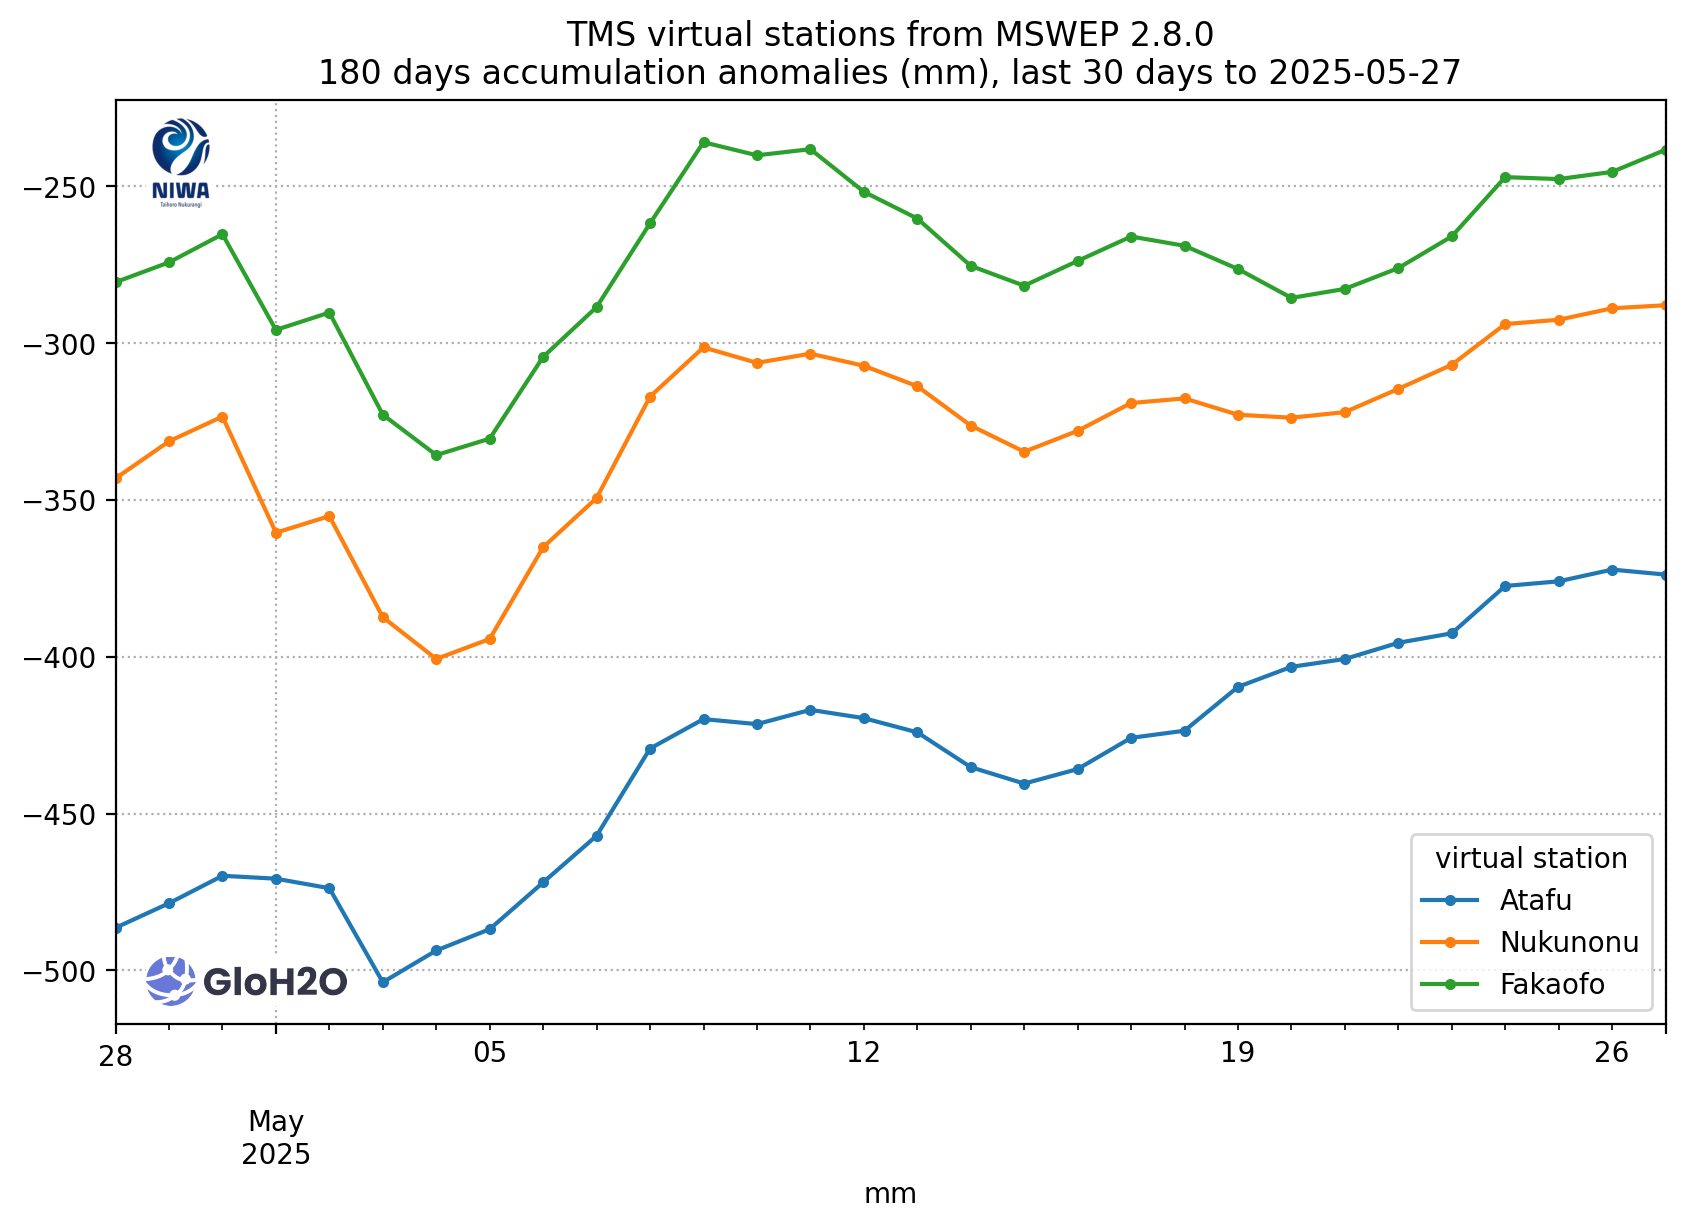 TMS virtual stations from MSWEP 2.8.0
180 days accumulation anomalies (mm), last 30 days to 2025-05-27
NIWA
Taihoro Nukurangi
−250
−300
−350
−400
−450
−500
virtual station
Atafu
Nukunonu
Fakaofo
GloH2O
28 05 12 19 26
May
2025
mm